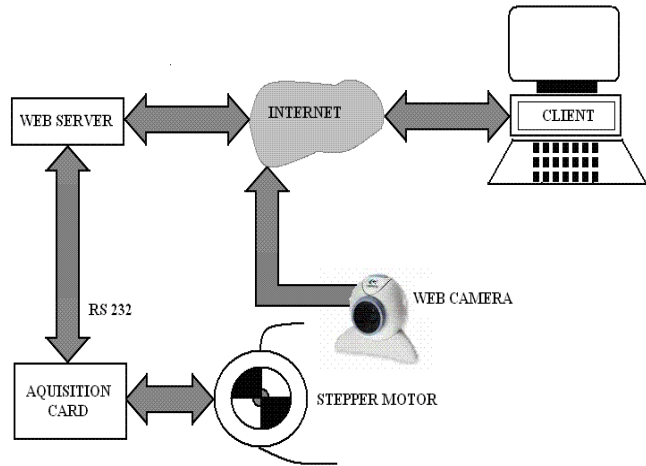 INTERNET
WEB SERVER
CLIENT
RS 232
WEB CAMERA
AQUISITION
CARD
STEPPER MOTOR